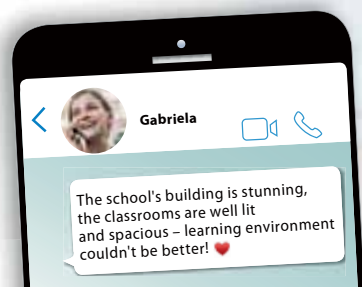 Gabriela
The school's building is stunning,
the classrooms are well lit
and spacious – learning environment
couldn't be better! ❤